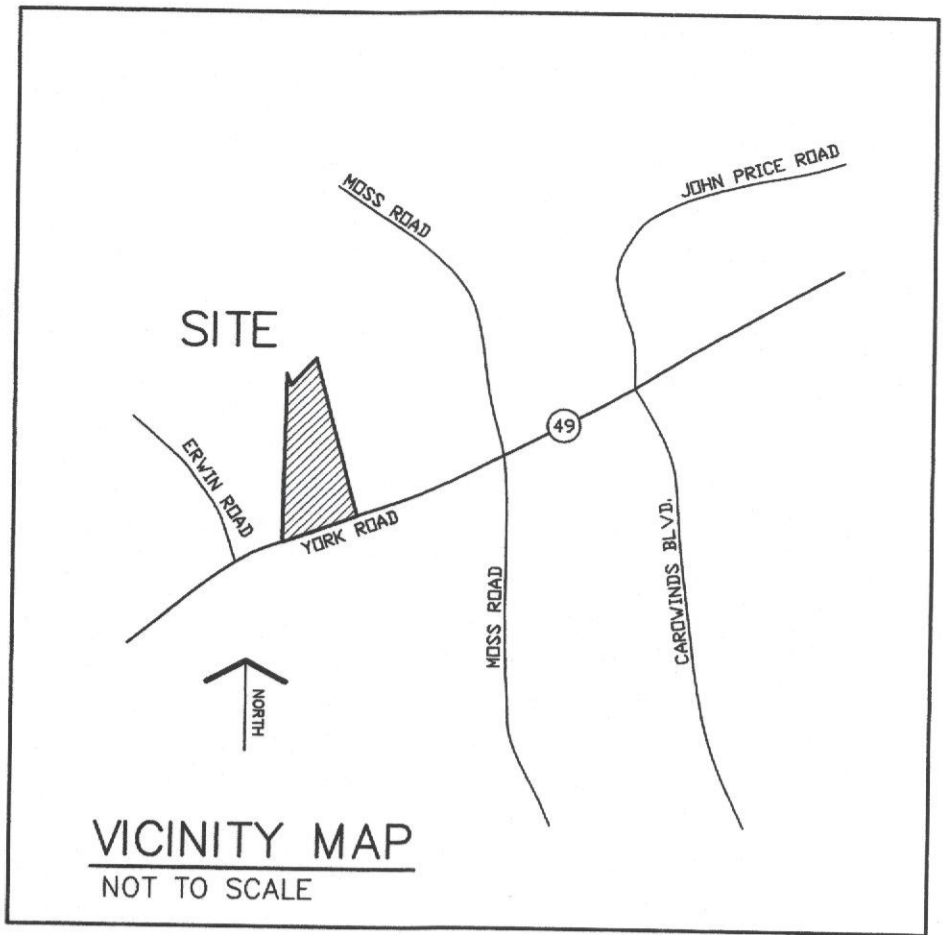 JOHN PRICE ROAD
MOSS ROAD
SITE
49
ERWIN ROAD
YORK ROAD
MOSS ROAD
CAROWINDS BLVD.
NORTH
VICINITY MAP
NOT TO SCALE